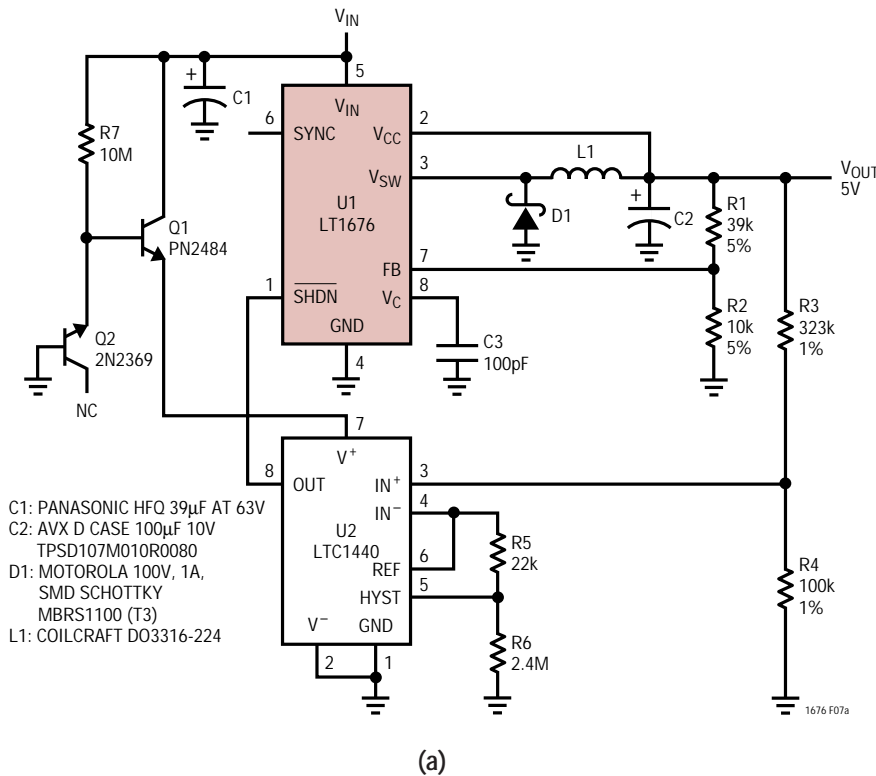 VIN
5
VIN
+
C1
6
SYNC
VCC
2
R7
10M
L1
VSW
3
VOUT
5V
+
D1
C2
R1
39k
5%
U1
LT1676
Q1
PN2484
FB
7
1
SHDN
VC
8
R2
10k
5%
R3
323k
1%
GND
4
C3
100pF
Q2
2N2369
NC
7
V+
8
OUT
IN+
3
IN−
4
U2
LTC1440
REF
6
R5
22k
HYST
5
V−
GND
2
1
R6
2.4M
R4
100k
1%
C1: PANASONIC HFQ 39µF AT 63V
C2: AVX D CASE 100µF 10V
TPSD107M010R0080
D1: MOTOROLA 100V, 1A,
SMD SCHOTTKY
MBRS1100 (T3)
L1: COILCRAFT DO3316-224
1676 F07a
(a)